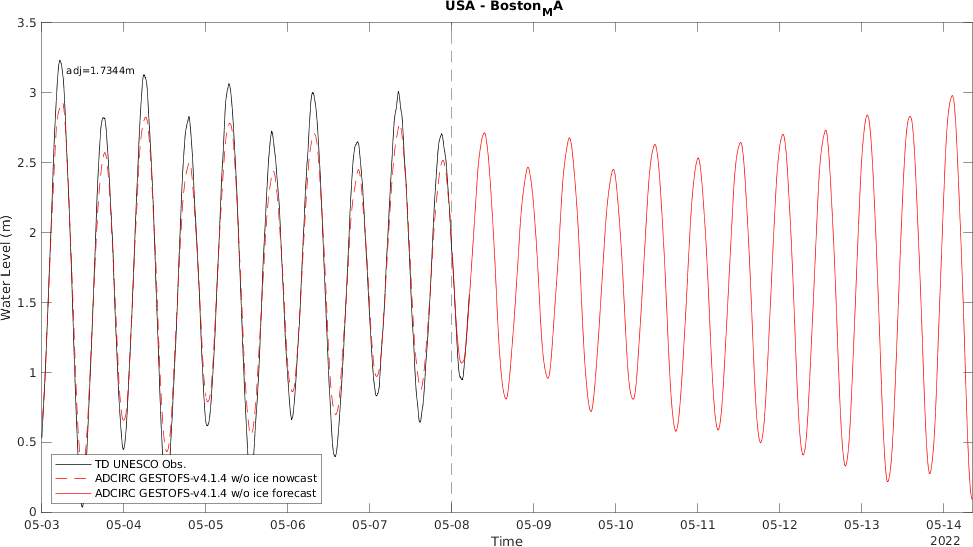 USA - Boston_MA
3.5
adj=1.7344m
3
2.5
2
Water Level (m)
1.5
1
0.5
TD UNESCO Obs.
ADCIRC GESTOFS-v4.1.4 w/o ice nowcast
ADCIRC GESTOFS-v4.1.4 w/o ice forecast
0
05-03 05-04 05-05 05-06 05-07 05-08 05-09 05-10 05-11 05-12 05-13 05-14
Time 2022